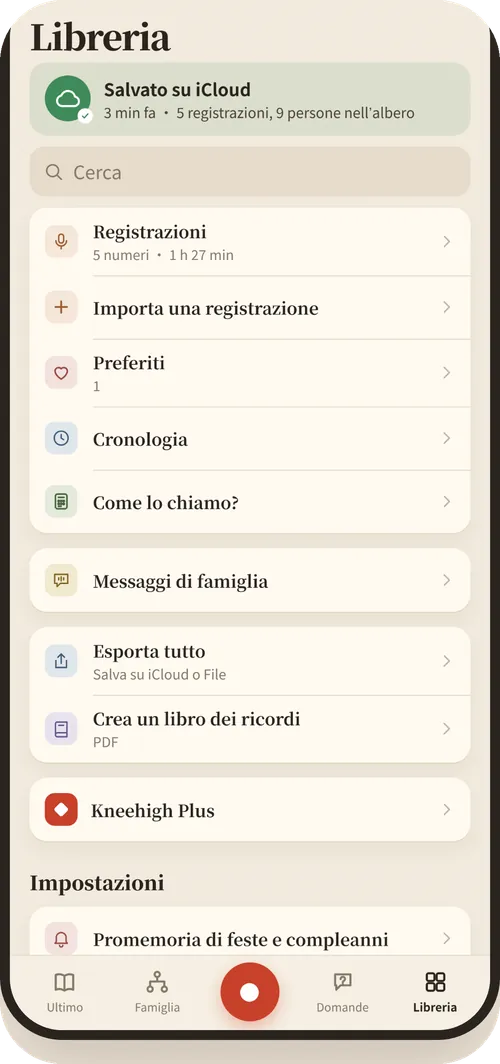 Libreria
Salvato su iCloud
3 min fa • 5 registrazioni, 9 persone nell'albero
Cerca
Registrazioni
5 numeri • 1 h 27 min
Importa una registrazione
Preferiti
1
Cronologia
Come lo chiamo?
Messaggi di famiglia
Esporta tutto
Salva su iCloud o File
Crea un libro dei ricordi
PDF
Kneehigh Plus
Impostazioni
Promemoria di feste e compleanni
Ultimo
Famiglia
Domande
Libreria